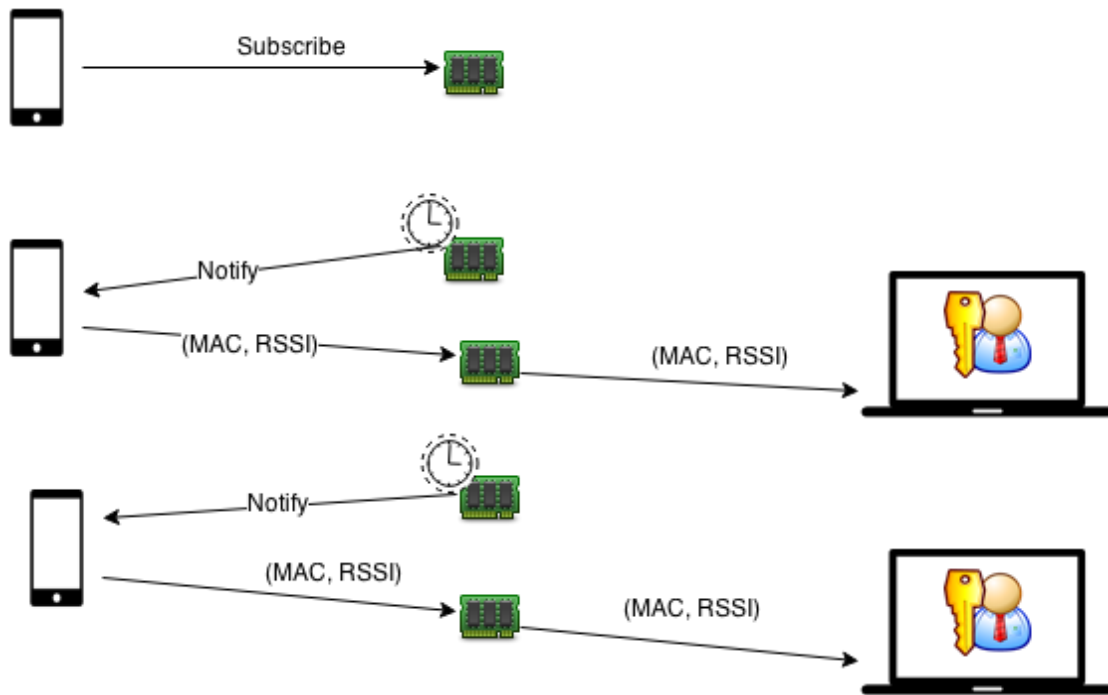 Subscribe
Notify
(MAC, RSSI)
(MAC, RSSI)
Notify
(MAC, RSSI)
(MAC, RSSI)